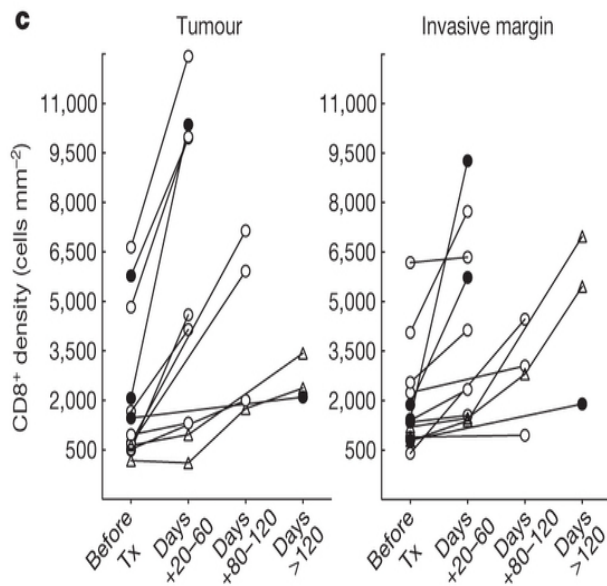 c
Tumour
Invasive margin
CD8+ density (cells mm−2)
11,000
9,500
8,000
6,500
5,000
3,500
2,000
500
Before Tx
Days +20–60
Days +80–120
Days >120
11,000
9,500
8,000
6,500
5,000
3,500
2,000
500
Before Tx
Days +20–60
Days +80–120
Days >120